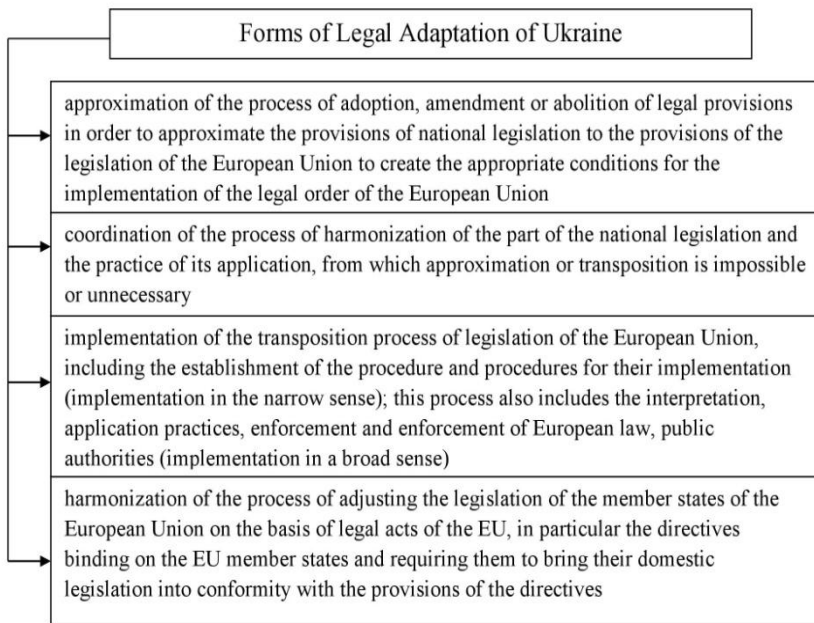 Forms of Legal Adaptation of Ukraine
approximation of the process of adoption, amendment or abolition of legal provisions
in order to approximate the provisions of national legislation to the provisions of the
legislation of the European Union to create the appropriate conditions for the
implementation of the legal order of the European Union
coordination of the process of harmonization of the part of the national legislation and
the practice of its application, from which approximation or transposition is impossible
or unnecessary
implementation of the transposition process of legislation of the European Union,
including the establishment of the procedure and procedures for their implementation
(implementation in the narrow sense); this process also includes the interpretation,
application practices, enforcement and enforcement of European law, public
authorities (implementation in a broad sense)
harmonization of the process of adjusting the legislation of the member states of the
European Union on the basis of legal acts of the EU, in particular the directives
binding on the EU member states and requiring them to bring their domestic
legislation into conformity with the provisions of the directives